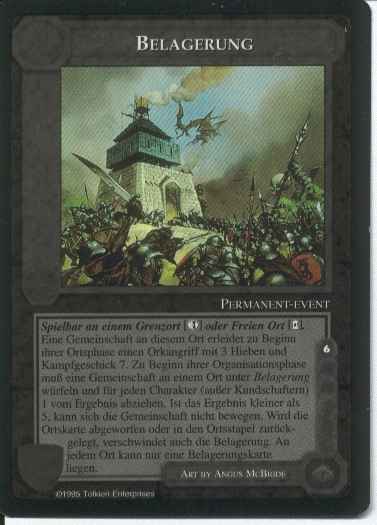 BELAGERUNG
PERMANENT-EVENT
Spielbar an einem Grenzort [ ] oder Freien Ort [ ].
Eine Gemeinschaft an diesem Ort erleidet zu Beginn
ihrer Ortsphase einen Orkangriff mit 3 Hieben und
Kampfgeschick 7. Zu Beginn ihrer Organisationsphase
muß eine Gemeinschaft an einem Ort unter Belagerung
würfeln und für jeden Charakter (außer Kundschaftern)
1 vom Ergebnis abziehen. Ist das Ergebnis kleiner als
5, kann sich die Gemeinschaft nicht bewegen. Wird die
Ortskarte abgeworfen oder in den Ortsstapel zurück-
gelegt, verschwindet auch die Belagerung. An
jedem Ort kann nur eine Belagerungskarte
liegen.
6
ART BY ANGUS MCBRIDE
©1995 Tolkien Enterprises